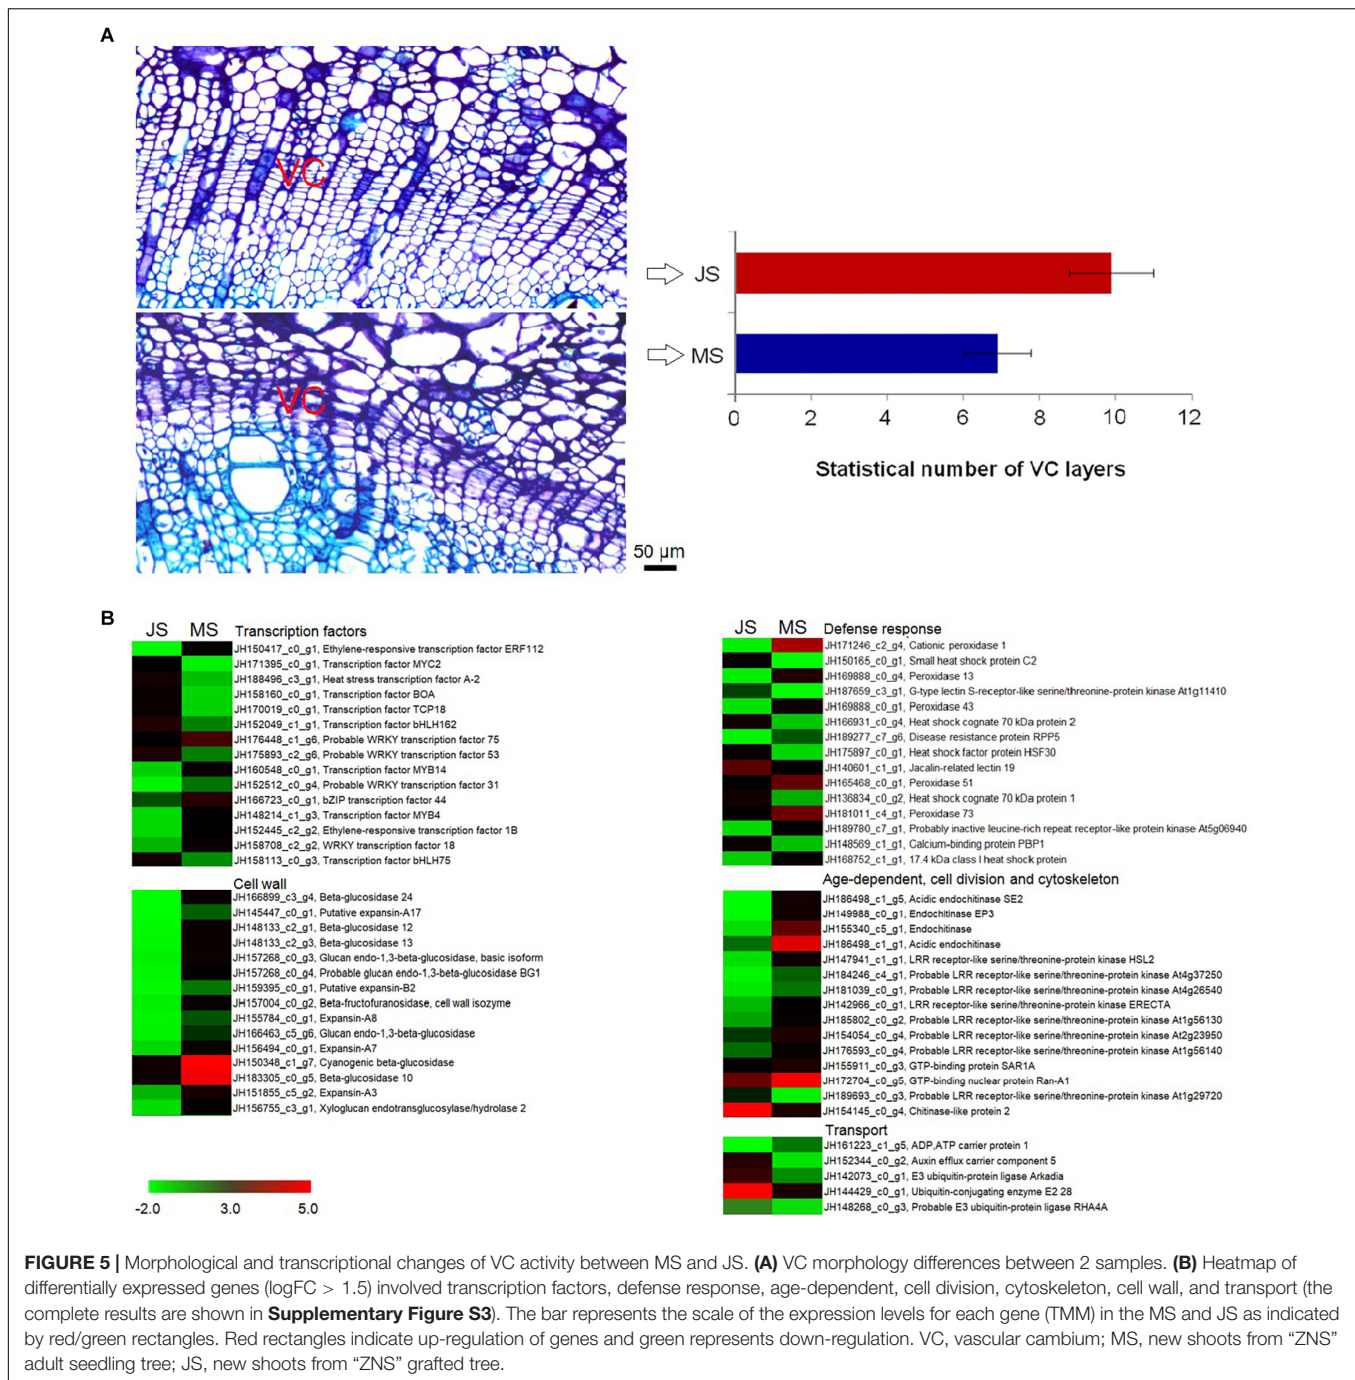 A
VC
VC
50 µm
JS
MS
0 2 4 6 8 10 12
Statistical number of VC layers
B
JS MS Transcription factors
JH150417_c0_g1, Ethylene-responsive transcription factor ERF112
JH171395_c0_g1, Transcription factor MYC2
JH188496_c3_g1, Heat stress transcription factor A-2
JH158160_c0_g1, Transcription factor BOA
JH170019_c0_g1, Transcription factor TCP18
JH152049_c1_g1, Transcription factor bHLH162
JH176448_c1_g6, Probable WRKY transcription factor 75
JH175893_c2_g6, Probable WRKY transcription factor 53
JH160548_c0_g1, Transcription factor MYB14
JH152512_c0_g4, Probable WRKY transcription factor 31
JH166723_c0_g1, bZIP transcription factor 44
JH148214_c1_g3, Transcription factor MYB4
JH152445_c2_g2, Ethylene-responsive transcription factor 1B
JH158708_c2_g2, WRKY transcription factor 18
JH158113_c0_g3, Transcription factor bHLH75
Cell wall
JH166899_c3_g4, Beta-glucosidase 24
JH145447_c0_g1, Putative expansin-A17
JH148133_c2_g1, Beta-glucosidase 12
JH148133_c2_g3, Beta-glucosidase 13
JH157268_c0_g3, Glucan endo-1,3-beta-glucosidase, basic isoform
JH157268_c0_g4, Probable glucan endo-1,3-beta-glucosidase BG1
JH159395_c0_g1, Putative expansin-B2
JH157004_c0_g2, Beta-fructofuranosidase, cell wall isozyme
JH155784_c0_g1, Expansin-A8
JH166463_c5_g6, Glucan endo-1,3-beta-glucosidase
JH156494_c0_g1, Expansin-A7
JH150348_c1_g7, Cyanogenic beta-glucosidase
JH183305_c0_g5, Beta-glucosidase 10
JH151855_c5_g2, Expansin-A3
JH156755_c3_g1, Xyloglucan endotransglucosylase/hydrolase 2
-2.0 3.0 5.0
JS MS Defense response
JH171246_c2_g4, Cationic peroxidase 1
JH150165_c0_g1, Small heat shock protein C2
JH169888_c0_g4, Peroxidase 13
JH187659_c3_g1, G-type lectin S-receptor-like serine/threonine-protein kinase At1g11410
JH169888_c0_g1, Peroxidase 43
JH166931_c0_g4, Heat shock cognate 70 kDa protein 2
JH189277_c7_g6, Disease resistance protein RPP5
JH175897_c0_g1, Heat shock factor protein HSF30
JH140601_c1_g1, Jacalin-related lectin 19
JH165468_c0_g1, Peroxidase 51
JH136834_c0_g2, Heat shock cognate 70 kDa protein 1
JH181011_c4_g1, Peroxidase 73
JH189780_c7_g1, Probably inactive leucine-rich repeat receptor-like protein kinase At5g06940
JH148569_c1_g1, Calcium-binding protein PBP1
JH168752_c1_g1, 17.4 kDa class I heat shock protein
Age-dependent, cell division and cytoskeleton
JH186498_c1_g5, Acidic endochitinase SE2
JH149988_c0_g1, Endochitinase EP3
JH155340_c5_g1, Endochitinase
JH186498_c1_g1, Acidic endochitinase
JH147941_c1_g1, LRR receptor-like serine/threonine-protein kinase HSL2
JH184246_c4_g1, Probable LRR receptor-like serine/threonine-protein kinase At4g37250
JH181039_c0_g1, Probable LRR receptor-like serine/threonine-protein kinase At4g26540
JH142966_c0_g1, LRR receptor-like serine/threonine-protein kinase ERECTA
JH185802_c0_g2, Probable LRR receptor-like serine/threonine-protein kinase At1g56130
JH154054_c0_g4, Probable LRR receptor-like serine/threonine-protein kinase At2g23950
JH176593_c0_g4, Probable LRR receptor-like serine/threonine-protein kinase At1g56140
JH155911_c0_g3, GTP-binding protein SAR1A
JH172704_c0_g5, GTP-binding nuclear protein Ran-A1
JH189693_c0_g3, Probable LRR receptor-like serine/threonine-protein kinase At1g29720
JH154145_c0_g4, Chitinase-like protein 2
Transport
JH161223_c1_g5, ADP,ATP carrier protein 1
JH152344_c0_g2, Auxin efflux carrier component 5
JH142073_c0_g1, E3 ubiquitin-protein ligase Arkadia
JH144429_c0_g1, Ubiquitin-conjugating enzyme E2 28
JH148268_c0_g3, Probable E3 ubiquitin-protein ligase RHA4A
FIGURE 5 | Morphological and transcriptional changes of VC activity between MS and JS. (A) VC morphology differences between 2 samples. (B) Heatmap of
differentially expressed genes (logFC > 1.5) involved transcription factors, defense response, age-dependent, cell division, cytoskeleton, cell wall, and transport (the
complete results are shown in Supplementary Figure S3). The bar represents the scale of the expression levels for each gene (TMM) in the MS and JS as indicated
by red/green rectangles. Red rectangles indicate up-regulation of genes and green represents down-regulation. VC, vascular cambium; MS, new shoots from “ZNS”
adult seedling tree; JS, new shoots from “ZNS” grafted tree.